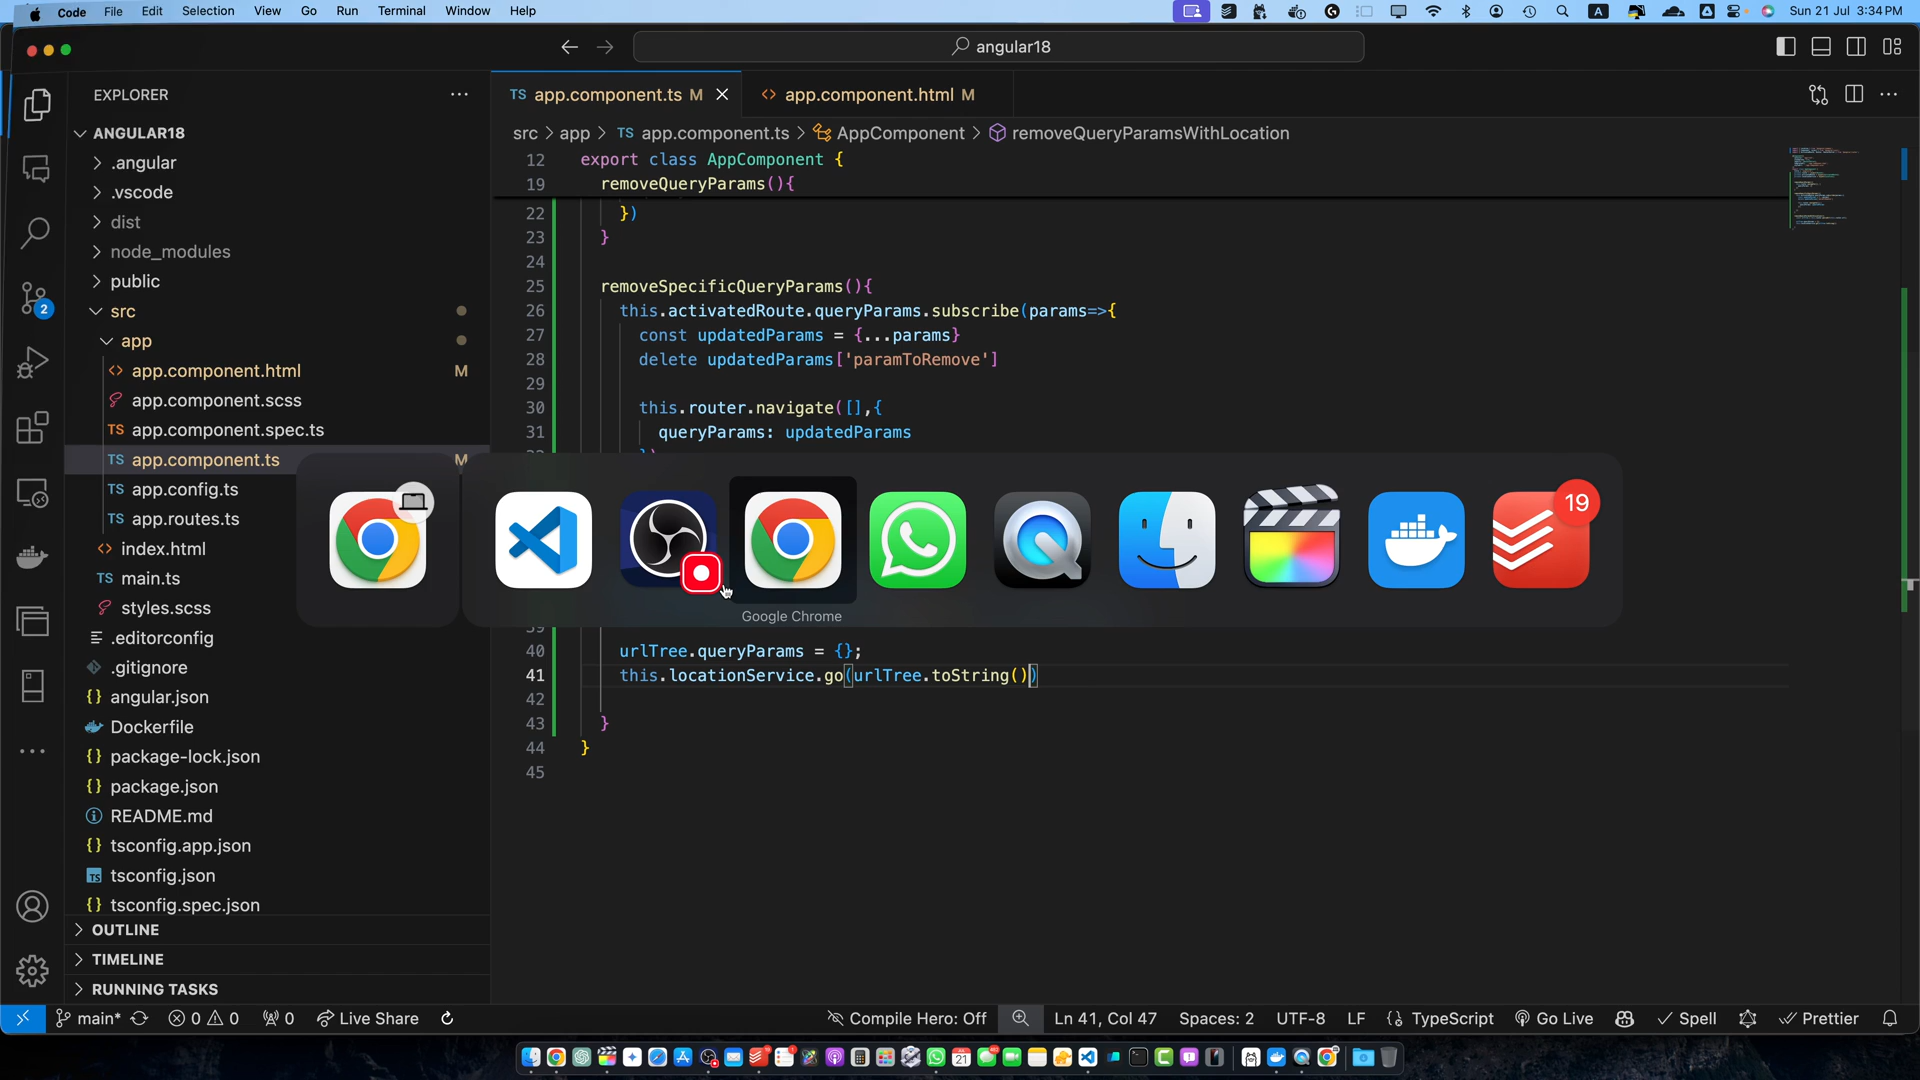 Code File Edit Selection View Go Run Terminal Window Help
A
Sun 21 Jul 3:34 PM
angular18
EXPLORER
TS app.component.ts M
<> app.component.html M
src > app > TS app.component.ts > AppComponent > removeQueryParamsWithLocation
ANGULAR18
.angular
.vscode
dist
node_modules
public
src
app
<> app.component.html M
app.component.scss
TS app.component.spec.ts
TS app.component.ts M
TS app.config.ts
TS app.routes.ts
<> index.html
TS main.ts
styles.scss
.editorconfig
.gitignore
{} angular.json
Dockerfile
{} package-lock.json
{} package.json
README.md
{} tsconfig.app.json
TS tsconfig.json
{} tsconfig.spec.json
OUTLINE
TIMELINE
RUNNING TASKS
2
12 export class AppComponent {
19 removeQueryParams(){
22 })
23 }
24
25 removeSpecificQueryParams(){
26 this.activatedRoute.queryParams.subscribe(params=>{
27 const updatedParams = {...params}
28 delete updatedParams['paramToRemove']
29
30 this.router.navigate([],{
31 queryParams: updatedParams
19
Google Chrome
40 urlTree.queryParams = {};
41 this.locationService.go(urlTree.toString())
42
43 }
44 }
45
main* 0 0 0 Live Share
Compile Hero: Off Ln 41, Col 47 Spaces: 2 UTF-8 LF {} TypeScript Go Live Spell Prettier